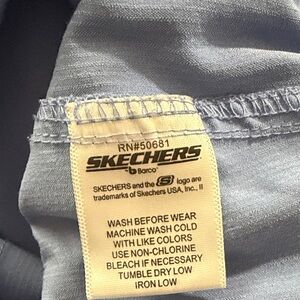 RN#50681
SKECHERS
by Barco
SKECHERS and the S logo are
trademarks of Skechers USA, Inc., II
WASH BEFORE WEAR
MACHINE WASH COLD
WITH LIKE COLORS
USE NON-CHLORINE
BLEACH IF NECESSARY
TUMBLE DRY LOW
IRON LOW